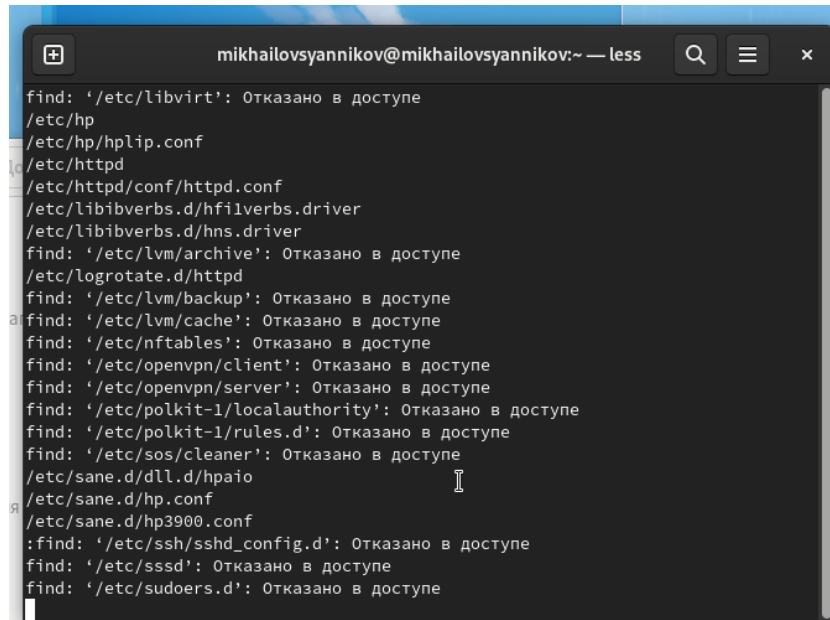 mikhailovsyannikov@mikhailovsyannikov:~ — less
find: ‘/etc/libvirt’: Отказано в доступе
/etc/hp
/etc/hp/hplip.conf
/etc/httpd
/etc/httpd/conf/httpd.conf
/etc/libibverbs.d/hfi1verbs.driver
/etc/libibverbs.d/hns.driver
find: ‘/etc/lvm/archive’: Отказано в доступе
/etc/logrotate.d/httpd
find: ‘/etc/lvm/backup’: Отказано в доступе
find: ‘/etc/lvm/cache’: Отказано в доступе
find: ‘/etc/nftables’: Отказано в доступе
find: ‘/etc/openvpn/client’: Отказано в доступе
find: ‘/etc/openvpn/server’: Отказано в доступе
find: ‘/etc/polkit-1/localauthority’: Отказано в доступе
find: ‘/etc/polkit-1/rules.d’: Отказано в доступе
find: ‘/etc/sos/cleaner’: Отказано в доступе
/etc/sane.d/dll.d/hpaio
/etc/sane.d/hp.conf
/etc/sane.d/hp3900.conf
:find: ‘/etc/ssh/sshd_config.d’: Отказано в доступе
find: ‘/etc/sssd’: Отказано в доступе
find: ‘/etc/sudoers.d’: Отказано в доступе